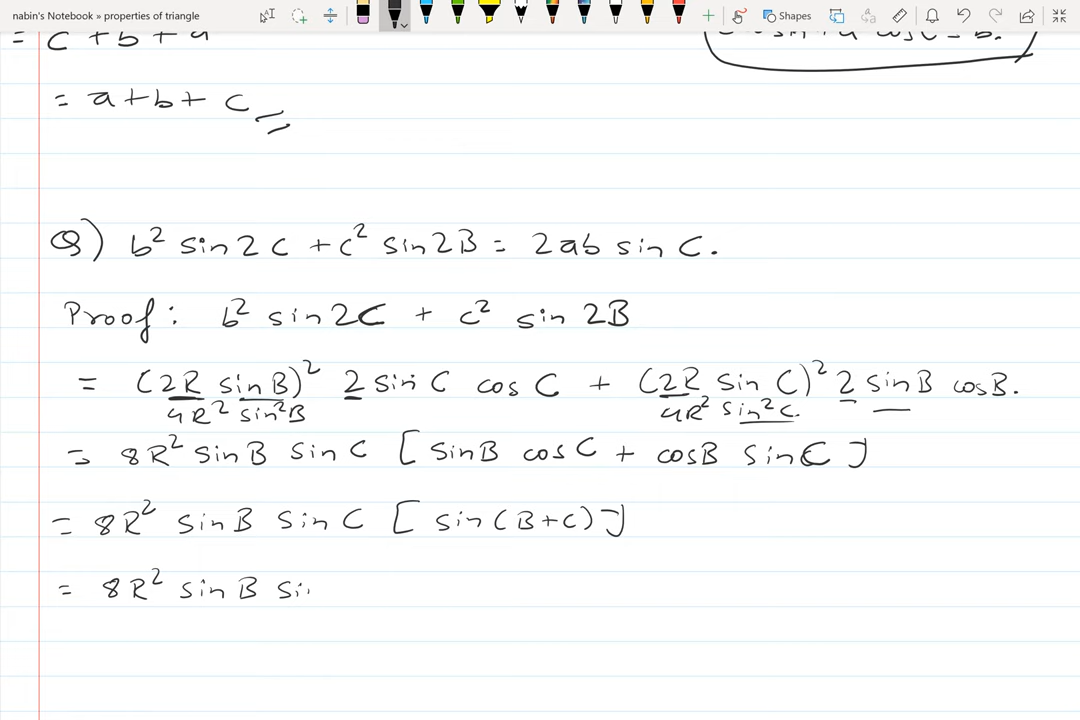 nabin's Notebook » properties of triangle
Shapes
= c + b + a
= a + b + c
Q) b² sin 2C + c² sin 2B = 2ab sin C.
Proof: b² sin 2C + c² sin 2B
= (2R sin B)² 2 sin C cos C + (2R sin C)² 2 sin B cos B.
4R² sin²B 4R² sin²C.
= 8R² sin B sin C [ sin B cos C + cos B sin C ]
= 8R² sin B sin C [ sin (B+C) ]
= 8R² sin B si